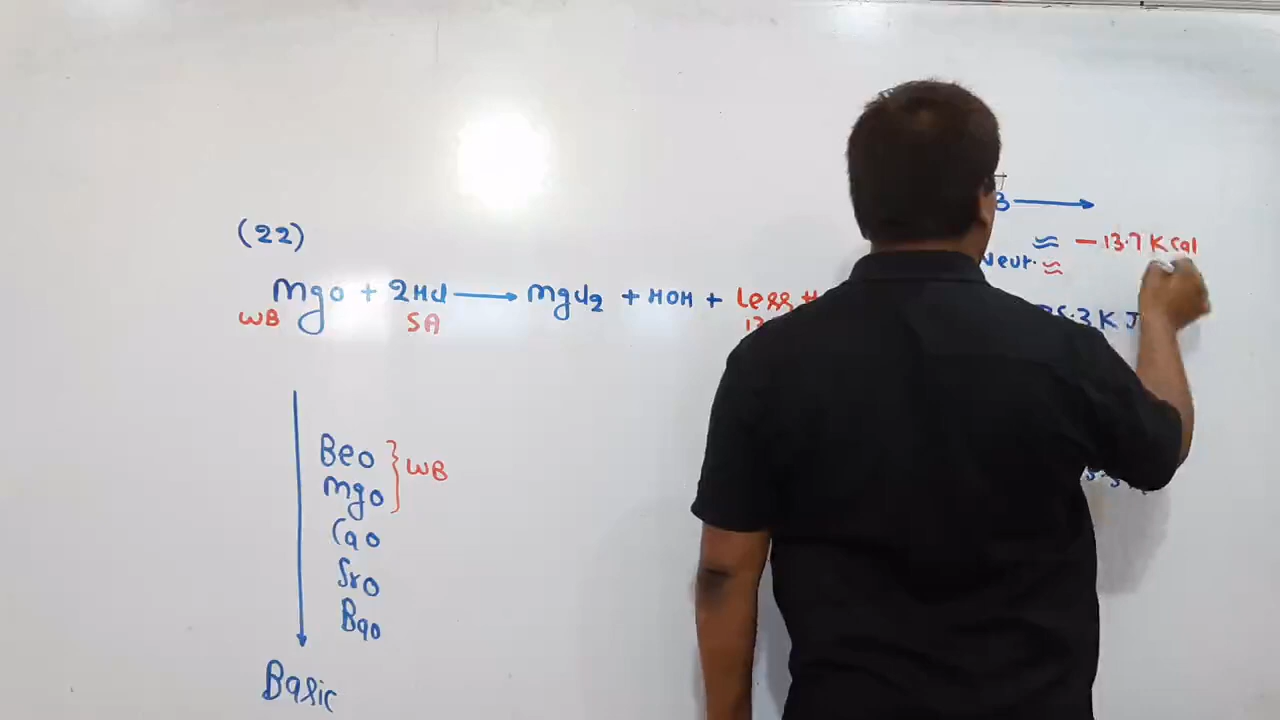 (22)
MgO + 2HCl ⟶ MgCl2 + HOH + Less
WB SA
BeO
MgO } WB
CaO
SrO
BaO
Basic
⟶
Neut. ≈ -13.7 KCal
≈
5.3 KJ